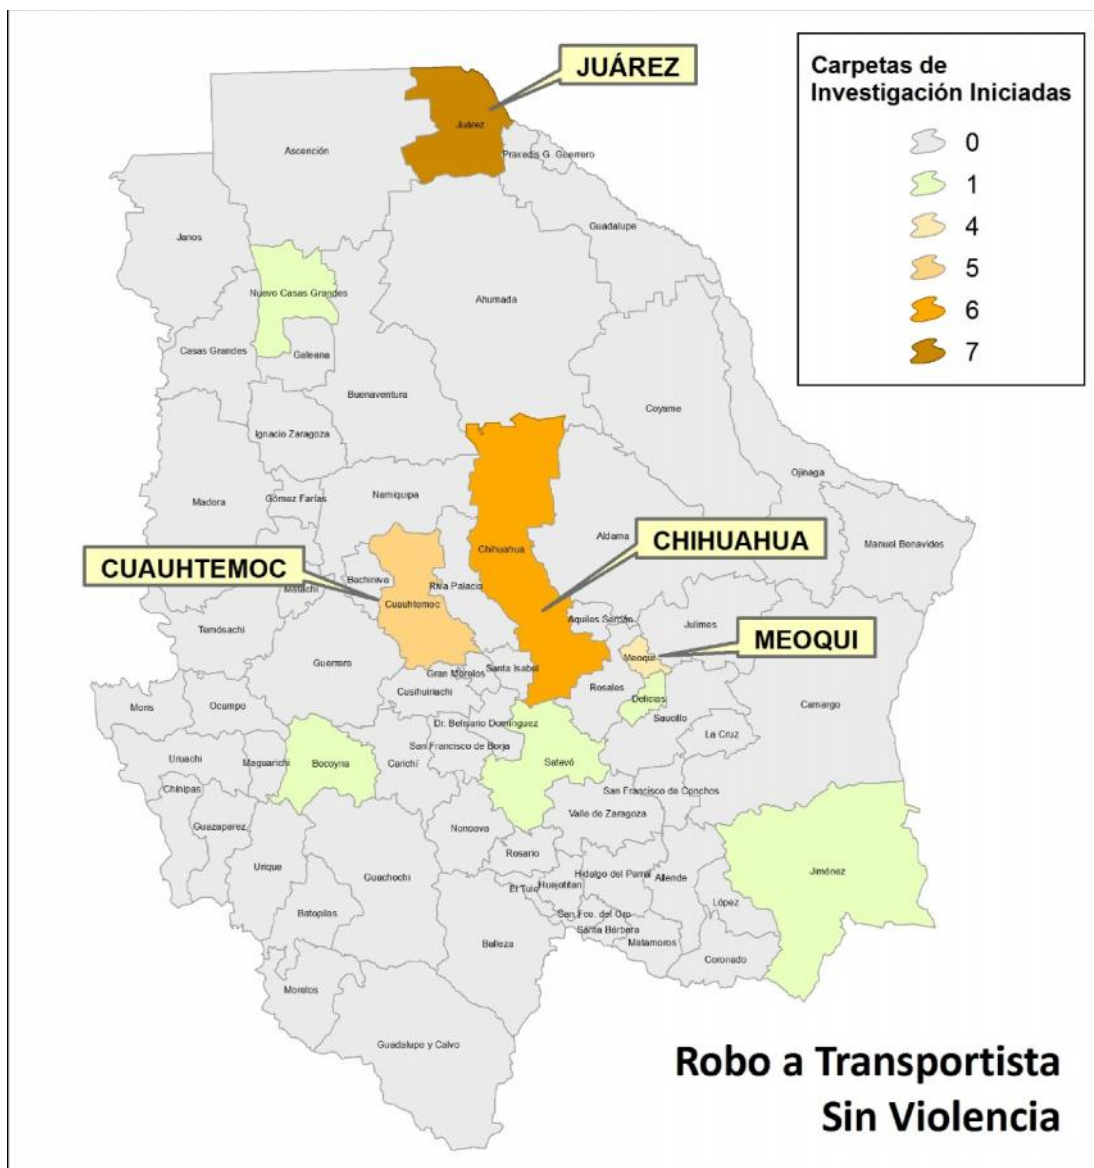 JUÁREZ
Carpetas de
Investigación Iniciadas
0
1
4
5
6
7
Juárez
Ascención
Praxedis G. Guerrero
Guadalupe
Janos
Nuevo Casas Grandes
Ahumada
Casas Grandes
Galeana
Buenaventura
Coyame
Ignacio Zaragoza
Ojinaga
Madera
Gómez Farías
Namiquipa
Aldama
CHIHUAHUA
Manuel Benavides
Chihuahua
CUAUHTEMOC
Bachiniva
Riva Palacio
Matachi
Cuauhtemoc
Aquiles Serdán
Julimes
Temósachi
MEOQUI
Guerrero
Meoqui
Santa Isabel
Gran Morelos
Cusihuiriachi
Rosales
Delicias
Moris
Ocampo
Camargo
Saucillo
Dr. Belisario Domínguez
La Cruz
San Francisco de Borja
Uruachi
Maguarichi
Bocoyna
Carichí
Satevó
Chinipas
San Francisco de Conchos
Valle de Zaragoza
Guazaparez
Nonoava
Rosario
Urique
Guachochi
Hidalgo del Parral
Allende
Jiménez
El Tule
Huejotitan
López
Batopilas
San Fco. del Oro
Santa Bárbara
Matamoros
Balleza
Coronado
Morelos
Guadalupe y Calvo
Robo a Transportista
Sin Violencia